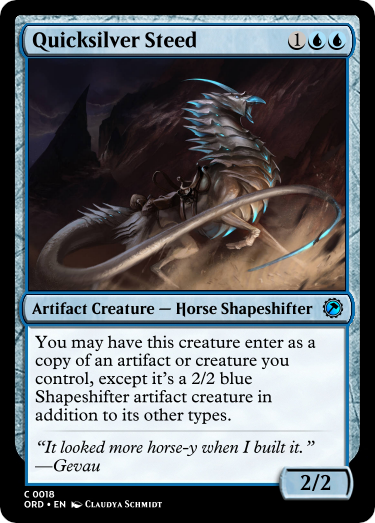 Quicksilver Steed 1
Artifact Creature — Horse Shapeshifter
You may have this creature enter as a
copy of an artifact or creature you
control, except it's a 2/2 blue
Shapeshifter artifact creature in
addition to its other types.
“It looked more horse-y when I built it.”
—Gevau
2/2
C 0018
ORD • EN Claudya Schmidt